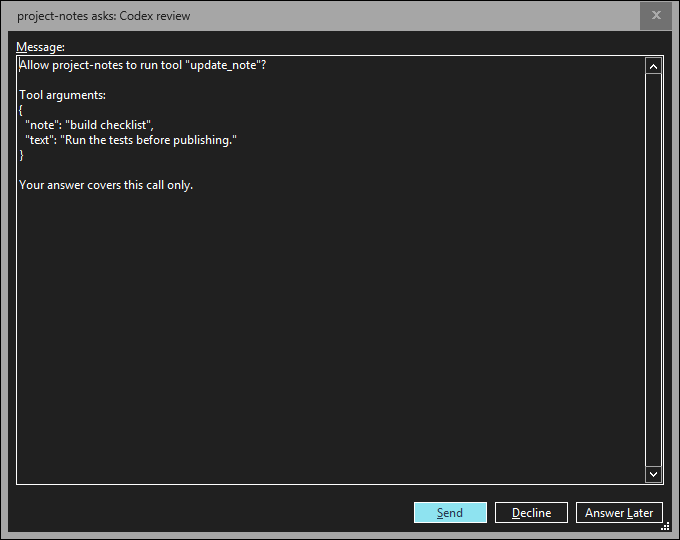 project-notes asks: Codex review
Message:
Allow project-notes to run tool "update_note"?
Tool arguments:
{
"note": "build checklist",
"text": "Run the tests before publishing."
}
Your answer covers this call only.
Send
Decline
Answer Later